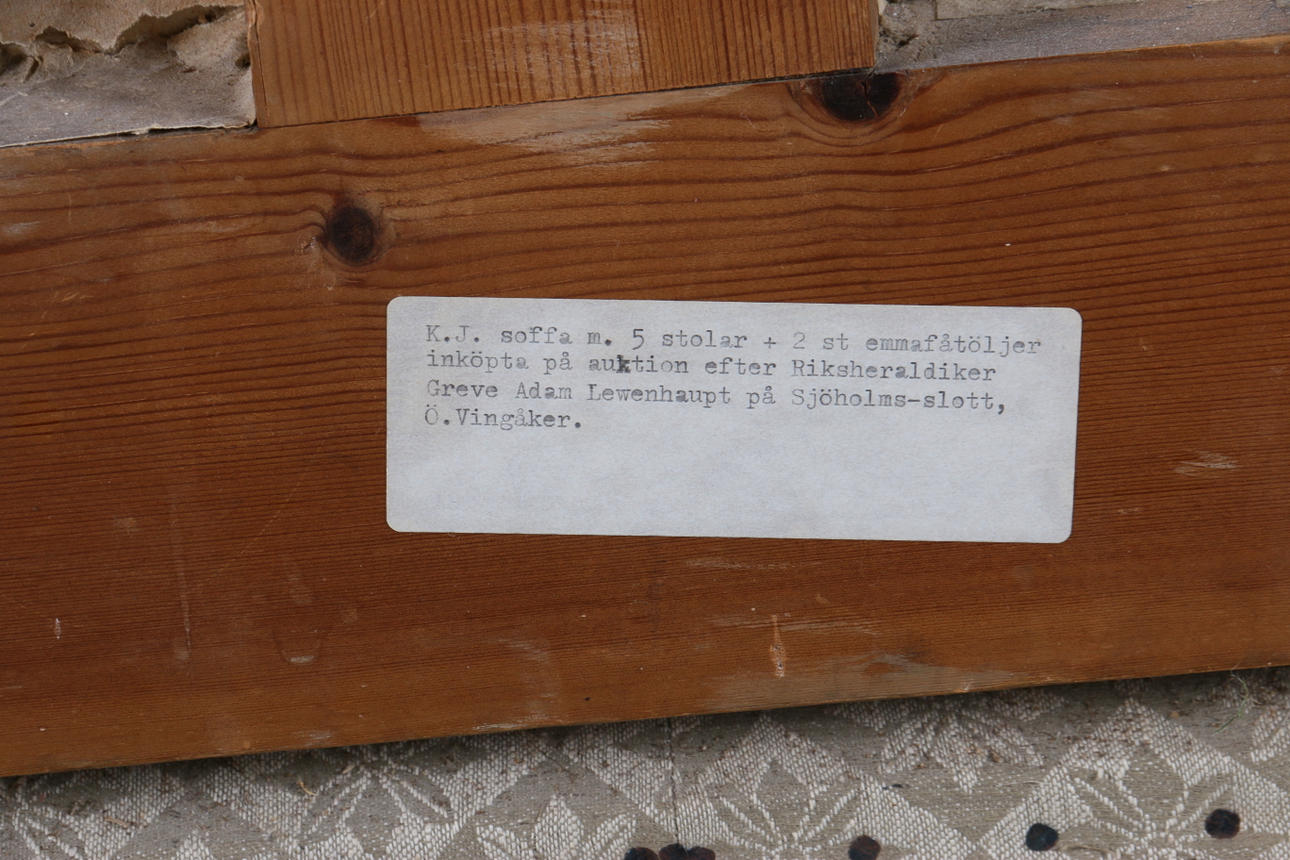 K.J. soffa m. 5 stolar + 2 st emmafåtöljer
inköpta på auktion efter Riksheraldiker
Greve Adam Lewenhaupt på Sjöholms-slott,
Ö.Vingåker.